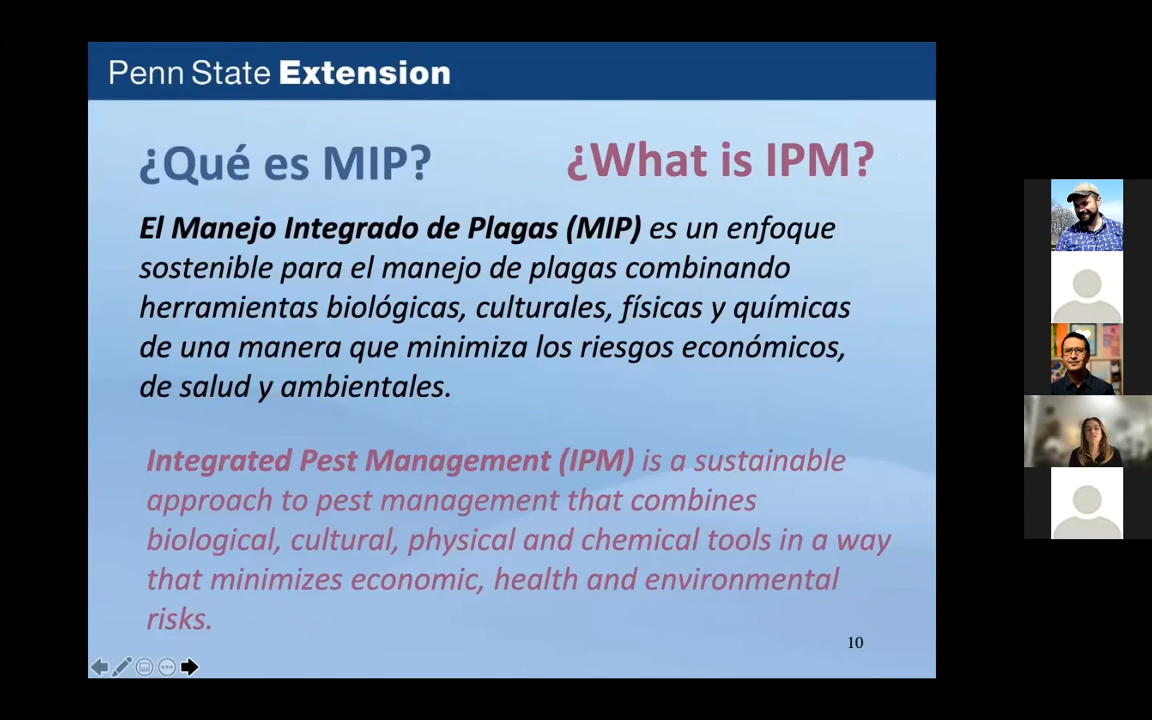 Penn State Extension
¿Qué es MIP?
¿What is IPM?
El Manejo Integrado de Plagas (MIP) es un enfoque
sostenible para el manejo de plagas combinando
herramientas biológicas, culturales, físicas y químicas
de una manera que minimiza los riesgos económicos,
de salud y ambientales.
Integrated Pest Management (IPM) is a sustainable
approach to pest management that combines
biological, cultural, physical and chemical tools in a way
that minimizes economic, health and environmental
risks.
10